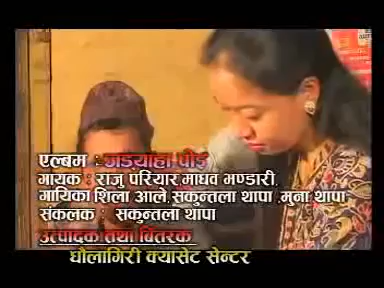 एल्बम : जड्याहा पोइ
गायक : राजु परियार माधव भण्डारी,
गायिका शिला आले,सकुन्तला थापा ,मुना थापा
संकलक : सकुन्तला थापा
उत्पादक तथा बितरक
धौलागिरी क्यासेट सेन्टर